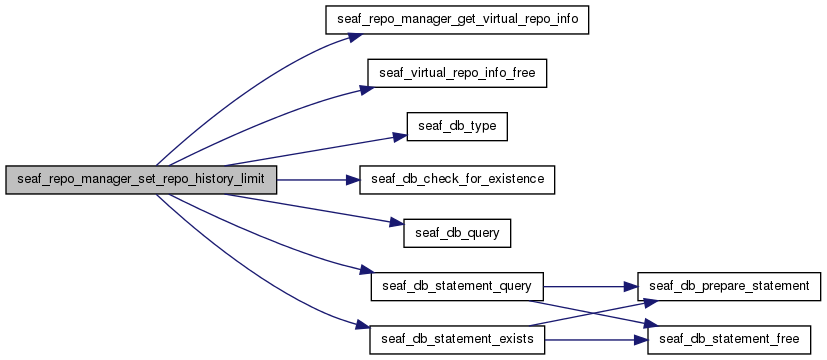 seaf_repo_manager_get_virtual_repo_info
seaf_virtual_repo_info_free
seaf_db_type
seaf_repo_manager_set_repo_history_limit
seaf_db_check_for_existence
seaf_db_query
seaf_db_statement_query
seaf_db_prepare_statement
seaf_db_statement_exists
seaf_db_statement_free